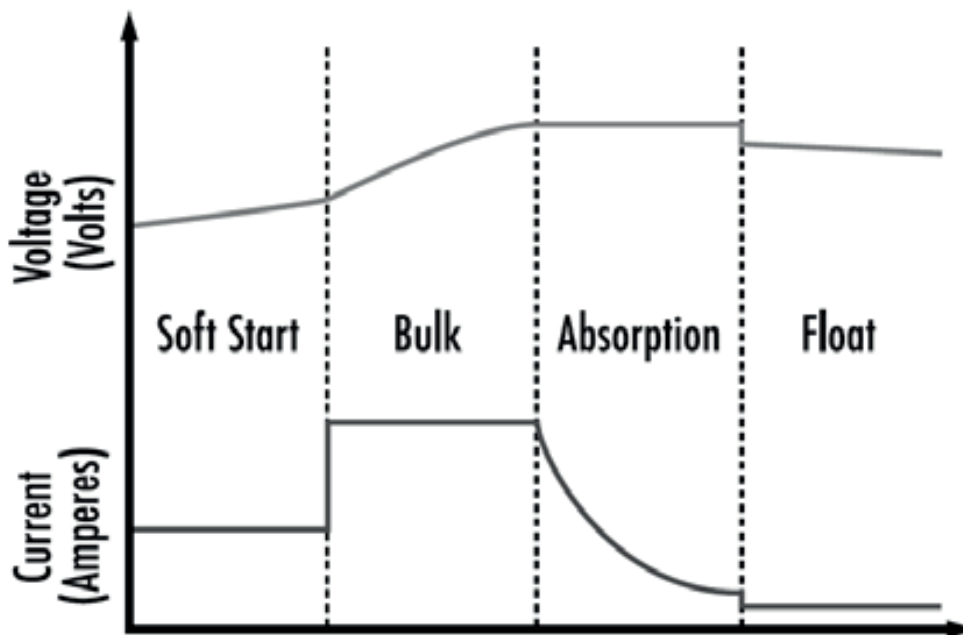 Voltage
(Volts)
Soft Start
Bulk
Absorption
Float
Current
(Amperes)